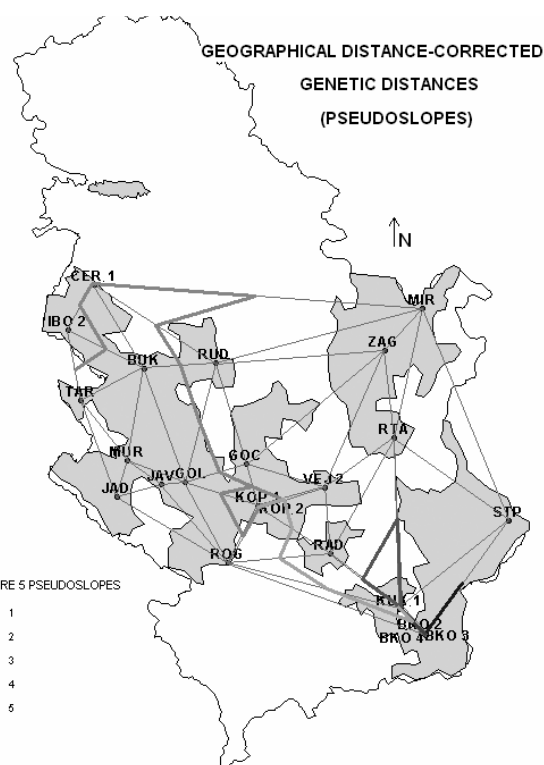 GEOGRAPHICAL DISTANCE-CORRECTED
GENETIC DISTANCES
(PSEUDOSLOPES)
N
CER.1
MIR
IBO 2
ZAG
BUK
RUD
TAR
RTA
MUR
GOC
JAV
GOL
VEJ 2
JAD
KOP.1
KOP.2
STP
RAD
ROG
RE 5 PSEUDOSLOPES
KUK.1
1
BKO 2
BKO 4
BKO 3
2
3
4
5